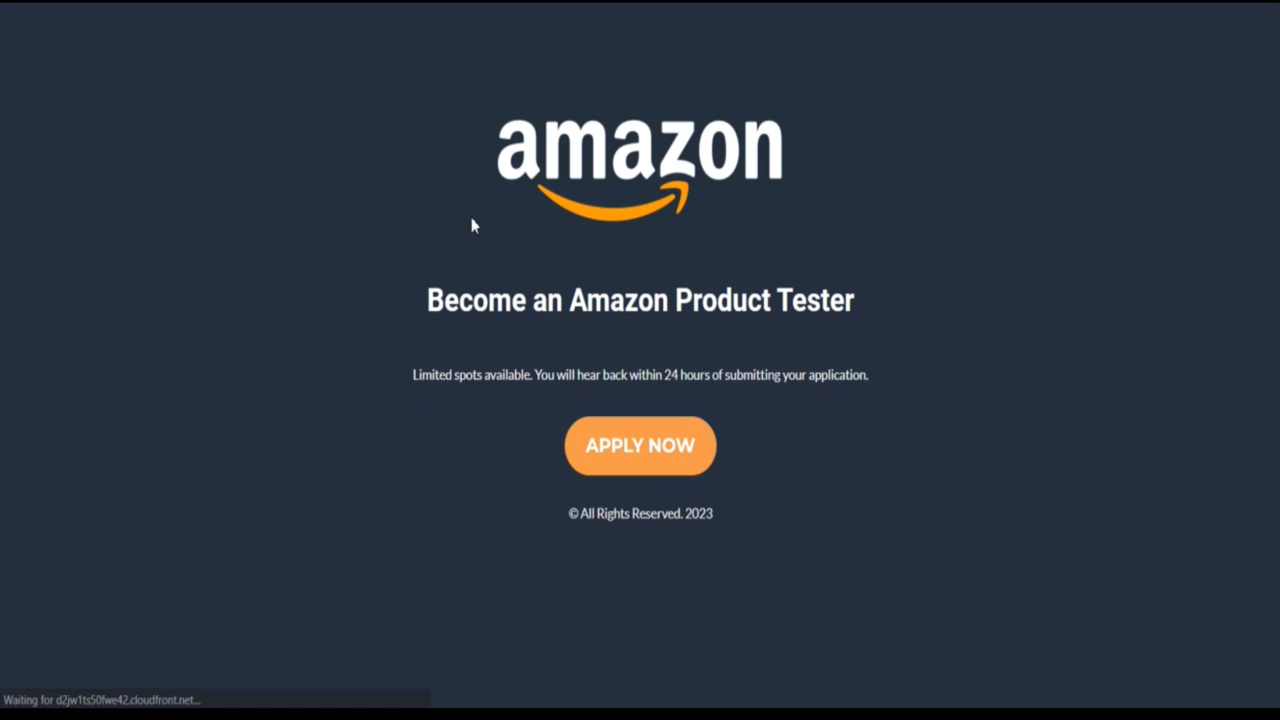 amazon
Become an Amazon Product Tester
Limited spots available. You will hear back within 24 hours of submitting your application.
APPLY NOW
© All Rights Reserved. 2023
Waiting for d2jw1ts50fwe42.cloudfront.net...